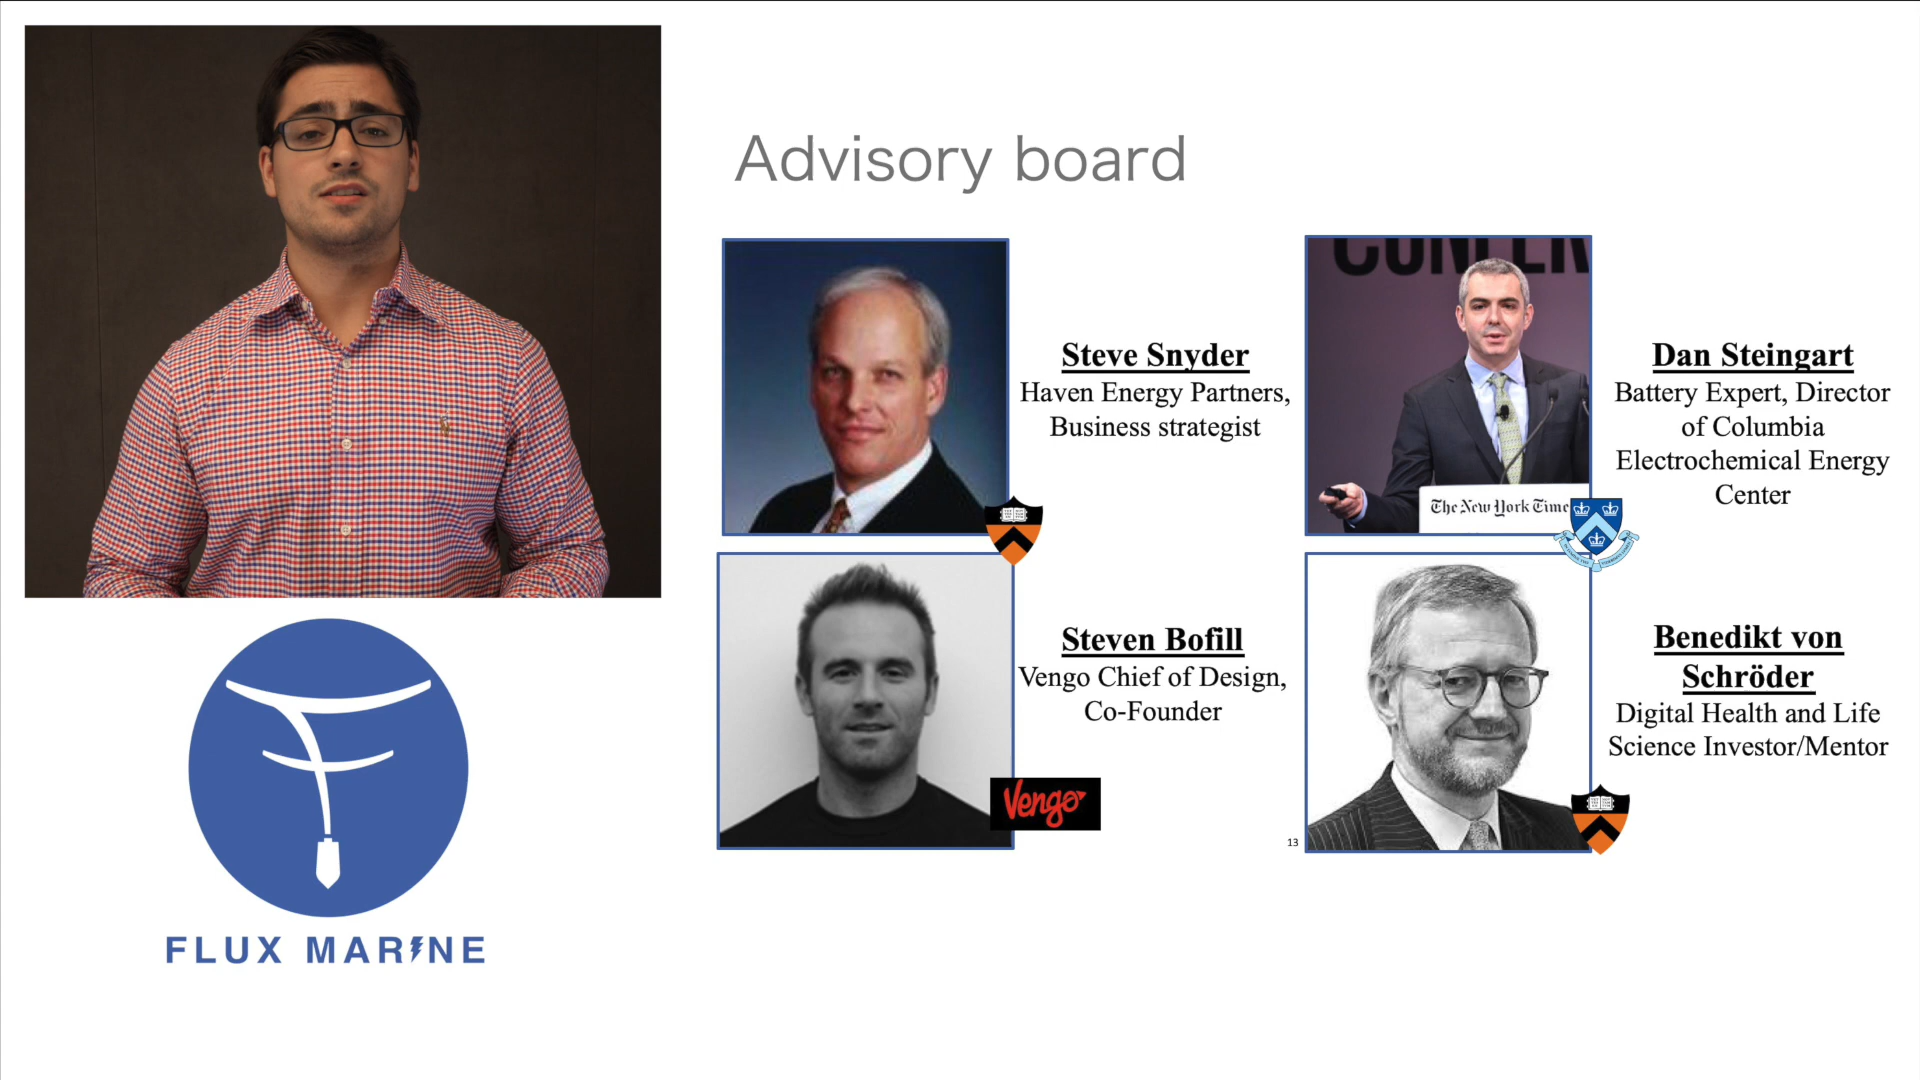 Advisory board
CONFER
Steve Snyder
Haven Energy Partners,
Business strategist
Dan Steingart
Battery Expert, Director
of Columbia
Electrochemical Energy
Center
The New York Time
Steven Bofill
Vengo Chief of Design,
Co-Founder
Vengo
Benedikt von
Schröder
Digital Health and Life
Science Investor/Mentor
13
FLUX MARINE